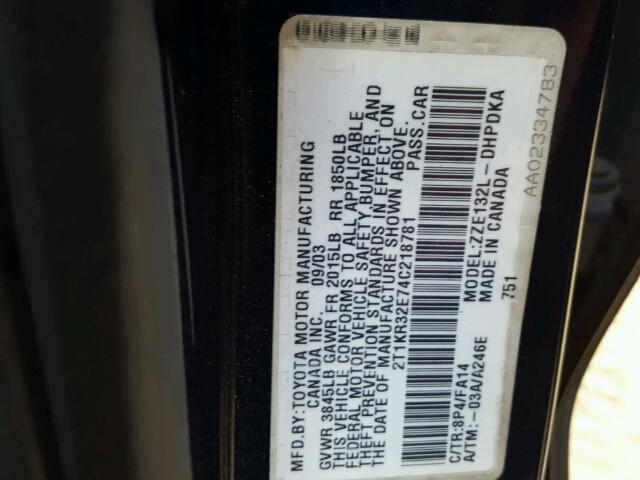 MFD.BY:TOYOTA MOTOR MANUFACTURING
CANADA INC. 09/03
GVWR 3845LB GAWR FR 2015LB RR 1850LB
THIS VEHICLE CONFORMS TO ALL APPLICABLE
FEDERAL MOTOR VEHICLE SAFETY,BUMPER, AND
THEFT PREVENTION STANDARDS IN EFFECT ON
THE DATE OF MANUFACTURE SHOWN ABOVE.
2T1KR32E74C218781 PASS.CAR
C/TR:8P4/FA14 MODEL:ZZE132L-DHPDKA
A/TM:-03A/A246E MADE IN CANADA
751
AA02334783